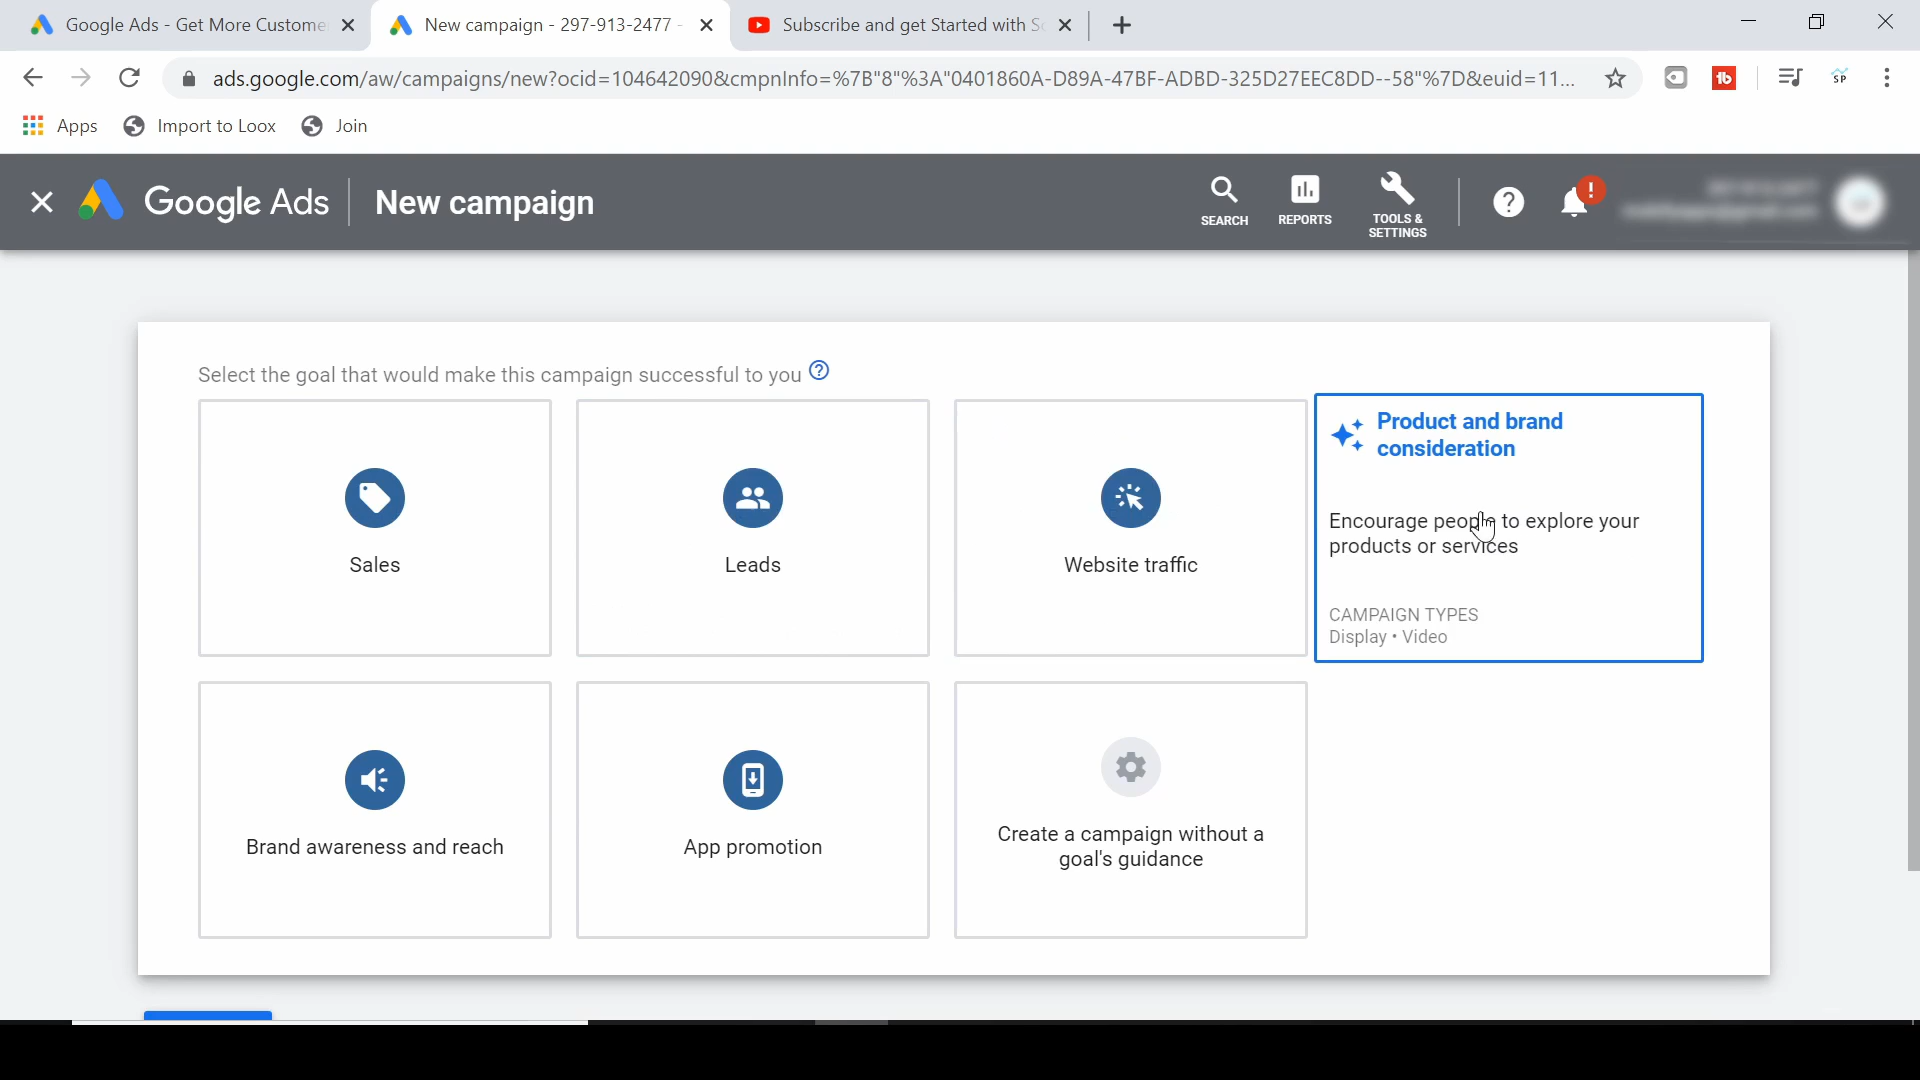 Google Ads - Get More Custome
New campaign - 297-913-2477 -
Subscribe and get Started with Sc
ads.google.com/aw/campaigns/new?ocid=104642090&cmpnInfo=%7B"8"%3A"0401860A-D89A-47BF-ADBD-325D27EEC8DD--58"%7D&euid=11...
tb
SP
Apps
Import to Loox
Join
Google Ads
New campaign
SEARCH
REPORTS
TOOLS &
SETTINGS
Select the goal that would make this campaign successful to you
Sales
Leads
Website traffic
Product and brand
consideration
Encourage people to explore your
products or services
CAMPAIGN TYPES
Display • Video
Brand awareness and reach
App promotion
Create a campaign without a
goal's guidance